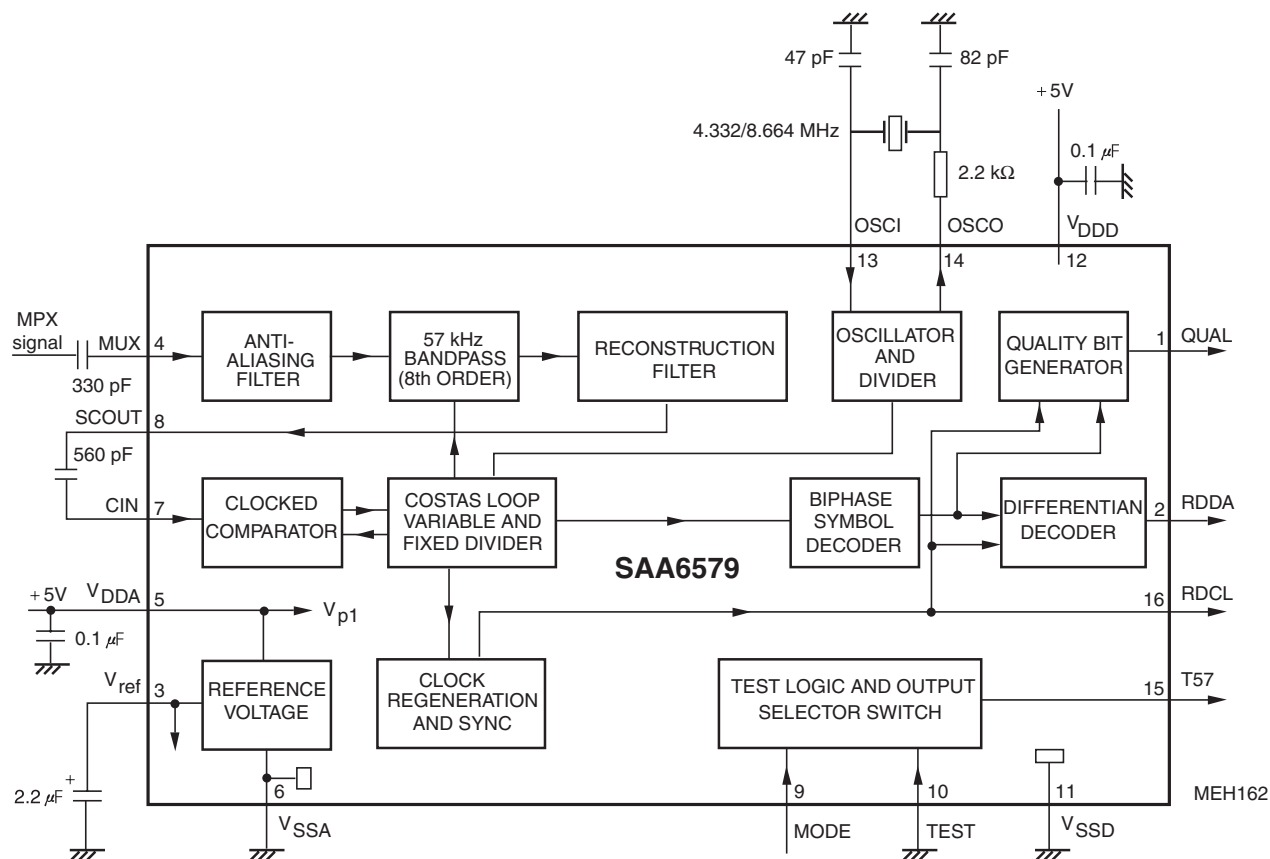 47 pF
82 pF
+5V
4.332/8.664 MHz
0.1 μF
2.2 kΩ
OSCI
OSCO
VDDD
13
14
12
MPX
signal
MUX
4
330 pF
ANTI-
ALIASING
FILTER
57 kHz
BANDPASS
(8th ORDER)
RECONSTRUCTION
FILTER
OSCILLATOR
AND
DIVIDER
QUALITY BIT
GENERATOR
1
QUAL
SCOUT
8
560 pF
CIN
7
CLOCKED
COMPARATOR
COSTAS LOOP
VARIABLE AND
FIXED DIVIDER
BIPHASE
SYMBOL
DECODER
DIFFERENTIAN
DECODER
2
RDDA
SAA6579
+5V
VDDA
5
Vp1
0.1 μF
16
RDCL
Vref
3
REFERENCE
VOLTAGE
CLOCK
REGENERATION
AND SYNC
TEST LOGIC AND OUTPUT
SELECTOR SWITCH
15
T57
2.2 μF
+
6
VSSA
9
MODE
10
TEST
11
VSSD
MEH162